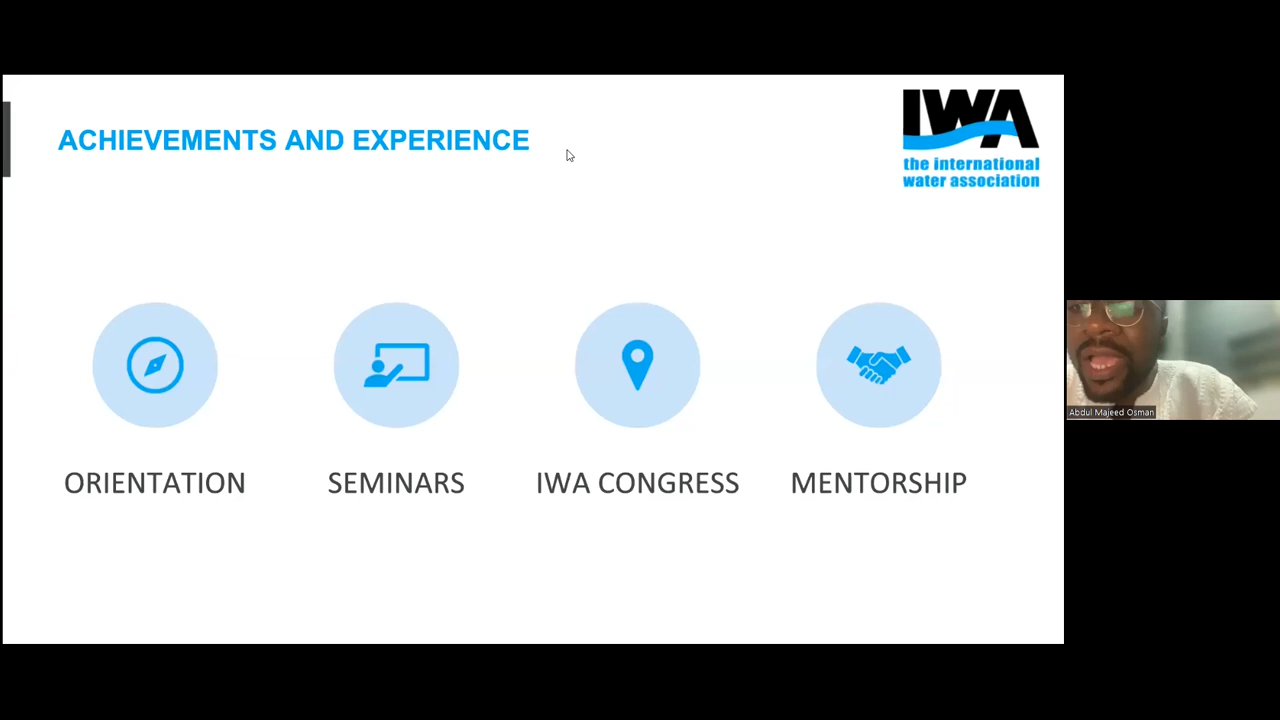 ACHIEVEMENTS AND EXPERIENCE
IWA
the international
water association
ORIENTATION
SEMINARS
IWA CONGRESS
MENTORSHIP
Abdul Majeed Osman